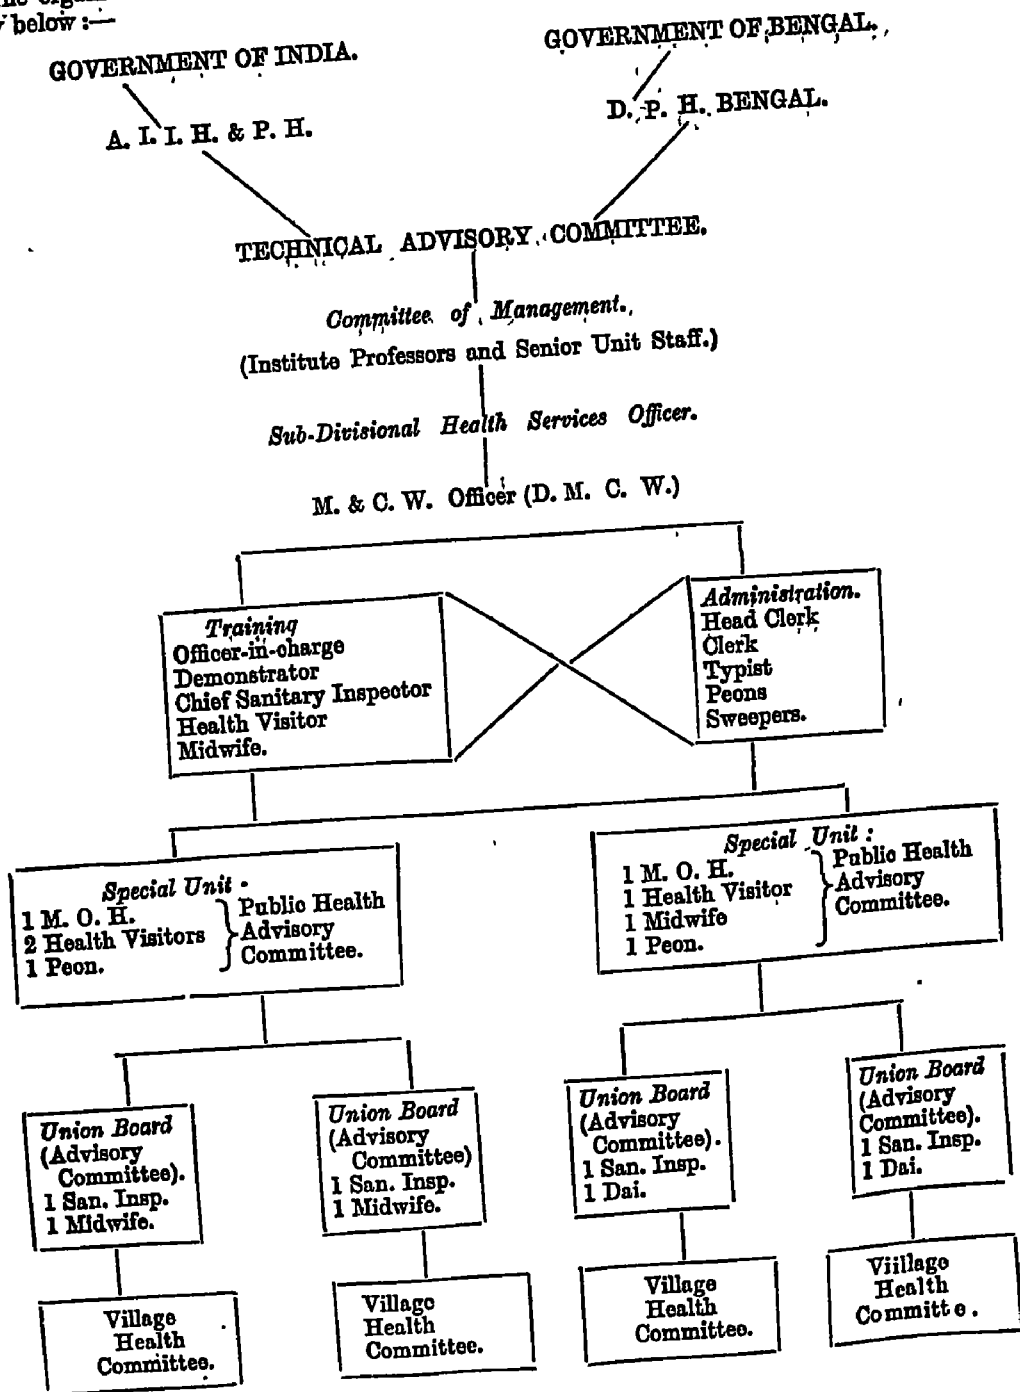 below :—
GOVERNMENT OF INDIA.
GOVERNMENT OF BENGAL.
A. I. I. H. & P. H.
D. P. H. BENGAL.
TECHNICAL ADVISORY COMMITTEE.
Committee of Management.
(Institute Professors and Senior Unit Staff.)
Sub-Divisional Health Services Officer.
M. & C. W. Officer (D. M. C. W.)
Training
Officer-in-charge
Demonstrator
Chief Sanitary Inspector
Health Visitor
Midwife.
Administration.
Head Clerk
Clerk
Typist
Peons
Sweepers.
Special Unit -
1 M. O. H.
2 Health Visitors
1 Peon.
Public Health
Advisory
Committee.
Special Unit :
1 M. O. H.
1 Health Visitor
1 Midwife
1 Peon.
Public Health
Advisory
Committee.
Union Board
(Advisory
Committee).
1 San. Insp.
1 Midwife.
Union Board
(Advisory
Committee)
1 San. Insp.
1 Midwife.
Union Board
(Advisory
Committee).
1 San. Insp.
1 Dai.
Union Board
(Advisory
Committee).
1 San. Insp.
1 Dai.
Village
Health
Committee.
Village
Health
Committee.
Village
Health
Committee.
Viillage
Health
Committe.